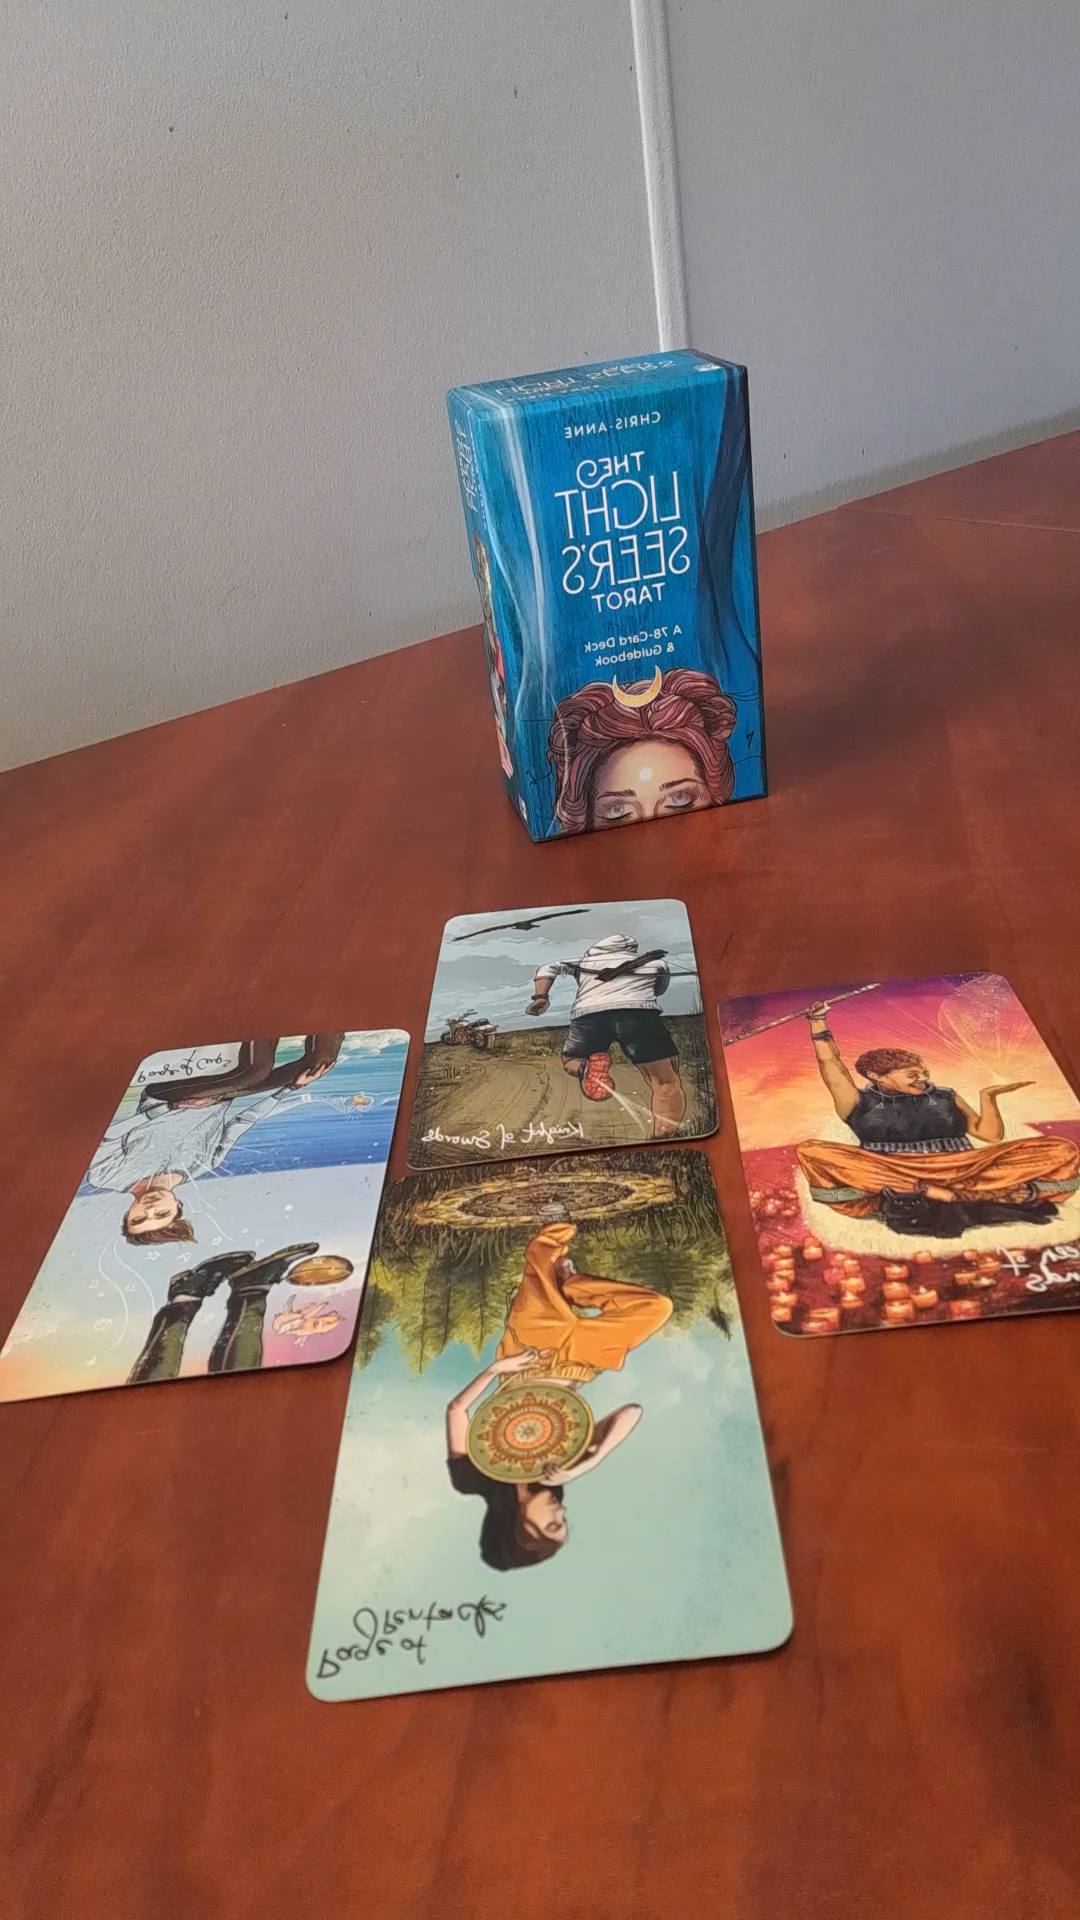 CHRIS-ANNE
THE
LIGHT
SEER'S
TAROT
A 78-Card Deck
& Guidebook
Knight of Swords
Page of Cups
of
Page of
Pentacles